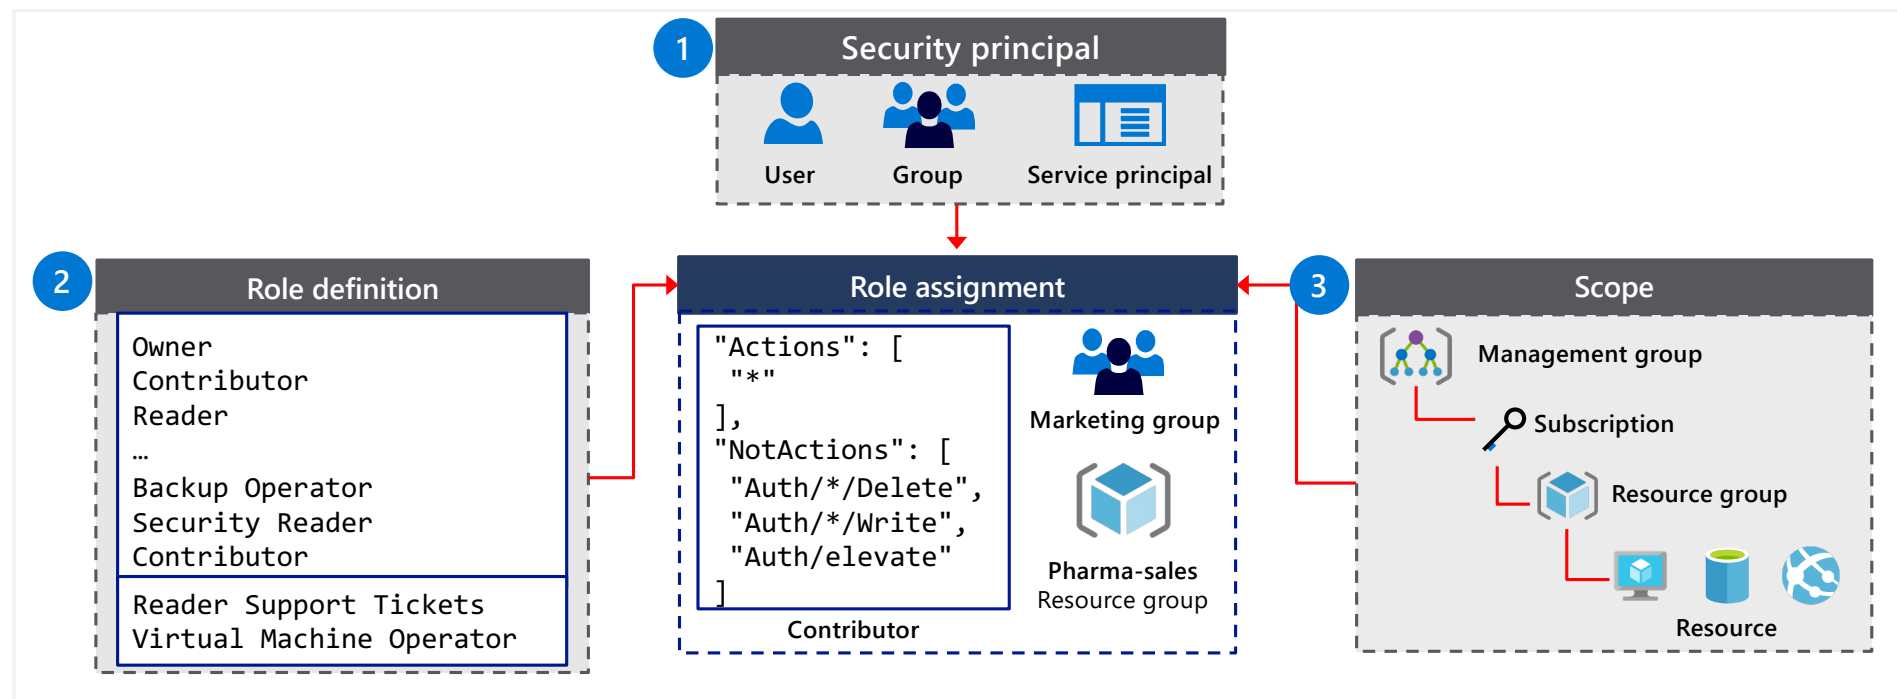 1
Security principal
User
Group
Service principal
2
Role definition
Owner
Contributor
Reader
…
Backup Operator
Security Reader
Contributor
Reader Support Tickets
Virtual Machine Operator
Role assignment
"Actions": [
"*"
],
"NotActions": [
"Auth/*/Delete",
"Auth/*/Write",
"Auth/elevate"
]
Contributor
Marketing group
Pharma-sales
Resource group
3
Scope
Management group
Subscription
Resource group
Resource